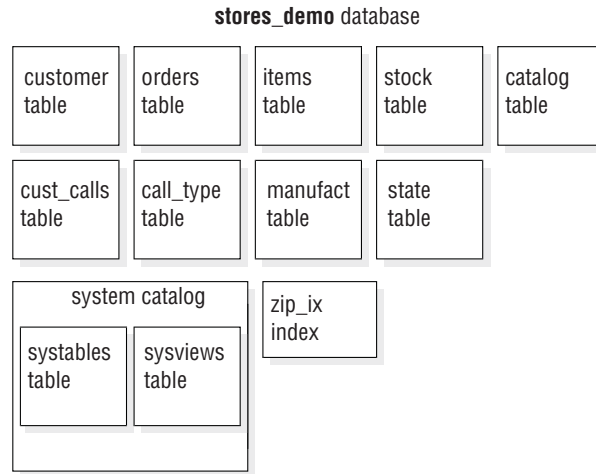 stores_demo database
customer table
orders table
items table
stock table
catalog table
cust_calls table
call_type table
manufact table
state table
system catalog
systables table
sysviews table
zip_ix index